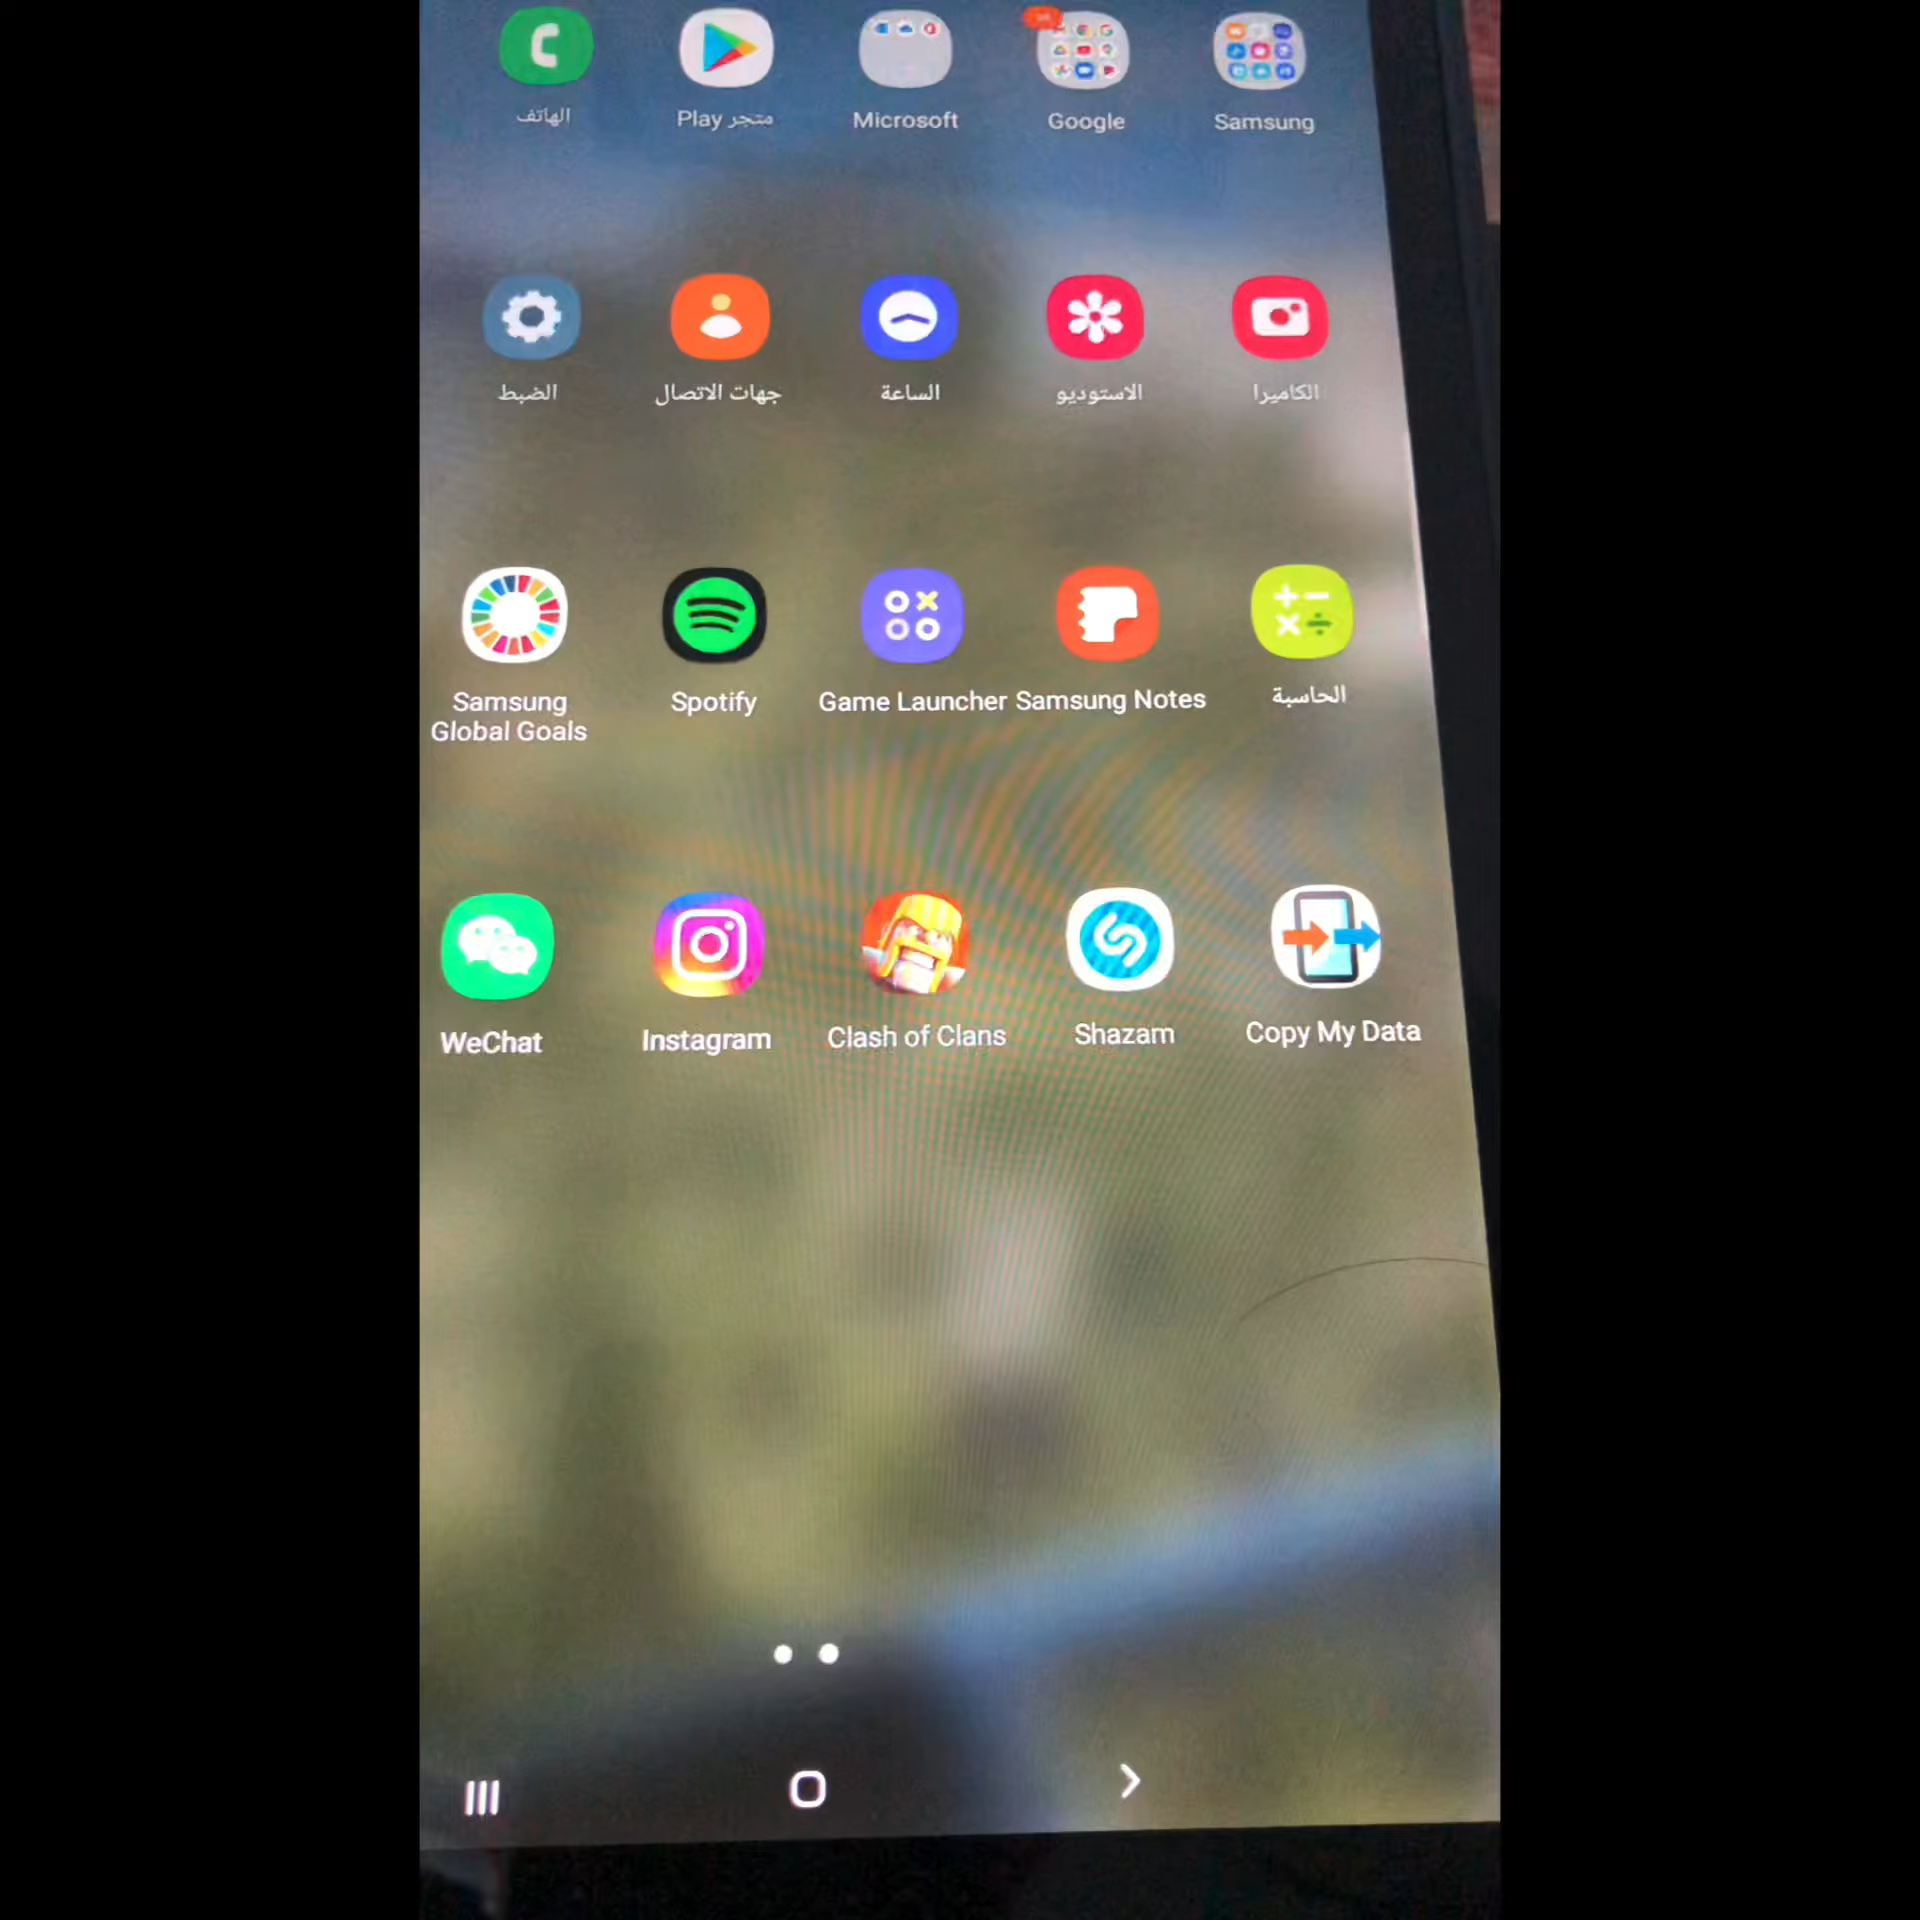 الهاتف
متجر Play
Microsoft
Google
Samsung
الضبط
جهات الاتصال
الساعة
الاستوديو
الكاميرا
Samsung
Global Goals
Spotify
Game Launcher
Samsung Notes
الحاسبة
WeChat
Instagram
Clash of Clans
Shazam
Copy My Data